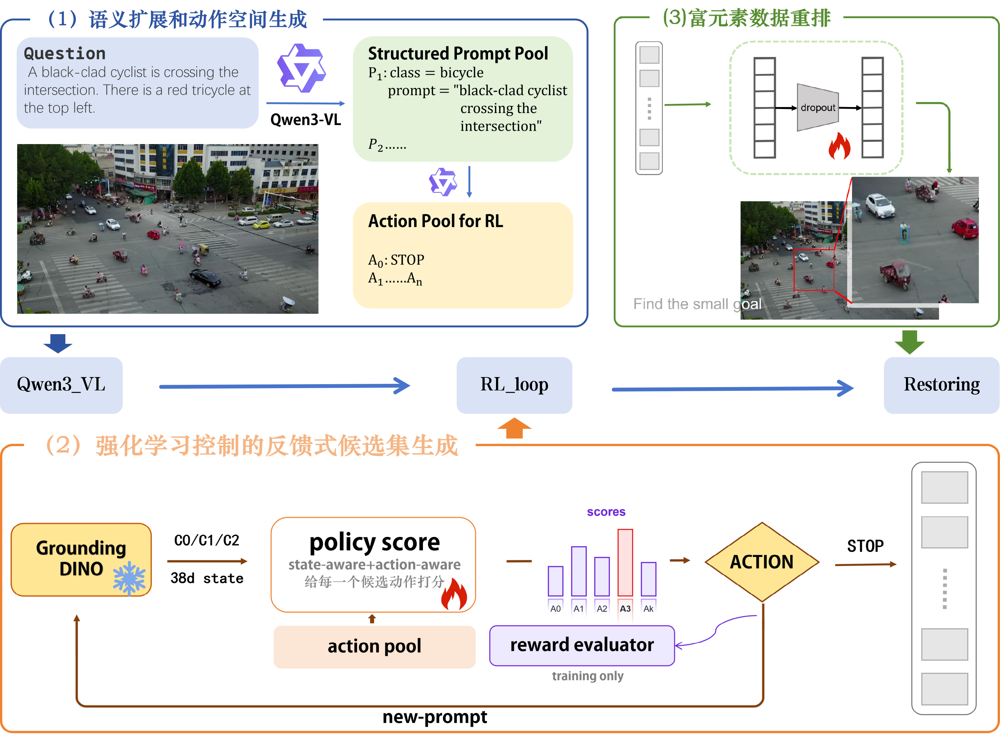 (1) 语义扩展和动作空间生成
Question
A black-clad cyclist is crossing the
intersection. There is a red tricycle at
the top left.
Qwen3-VL
Structured Prompt Pool
P1: class = bicycle
prompt = "black-clad cyclist
crossing the
intersection"
P2……
Action Pool for RL
A0: STOP
A1……An
(3)富元素数据重排
dropout
Find the small goal
Qwen3_VL
RL_loop
Restoring
(2) 强化学习控制的反馈式候选集生成
Grounding
DINO
C0/C1/C2
38d state
policy score
state-aware+action-aware
给每一个候选动作打分
action pool
scores
A0 A1 A2 A3 Ak
reward evaluator
training only
ACTION
STOP
new-prompt